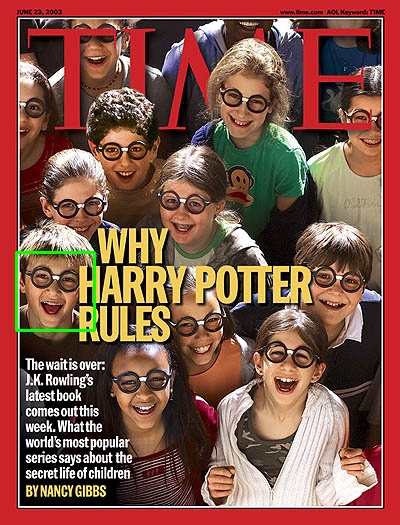 JUNE 23, 2003
www.time.com AOL Keyword: TIME
TIME
WHY
HARRY POTTER
RULES
The wait is over:
J.K. Rowling's
latest book
comes out this
week. What the
world's most popular
series says about the
secret life of children
BY NANCY GIBBS